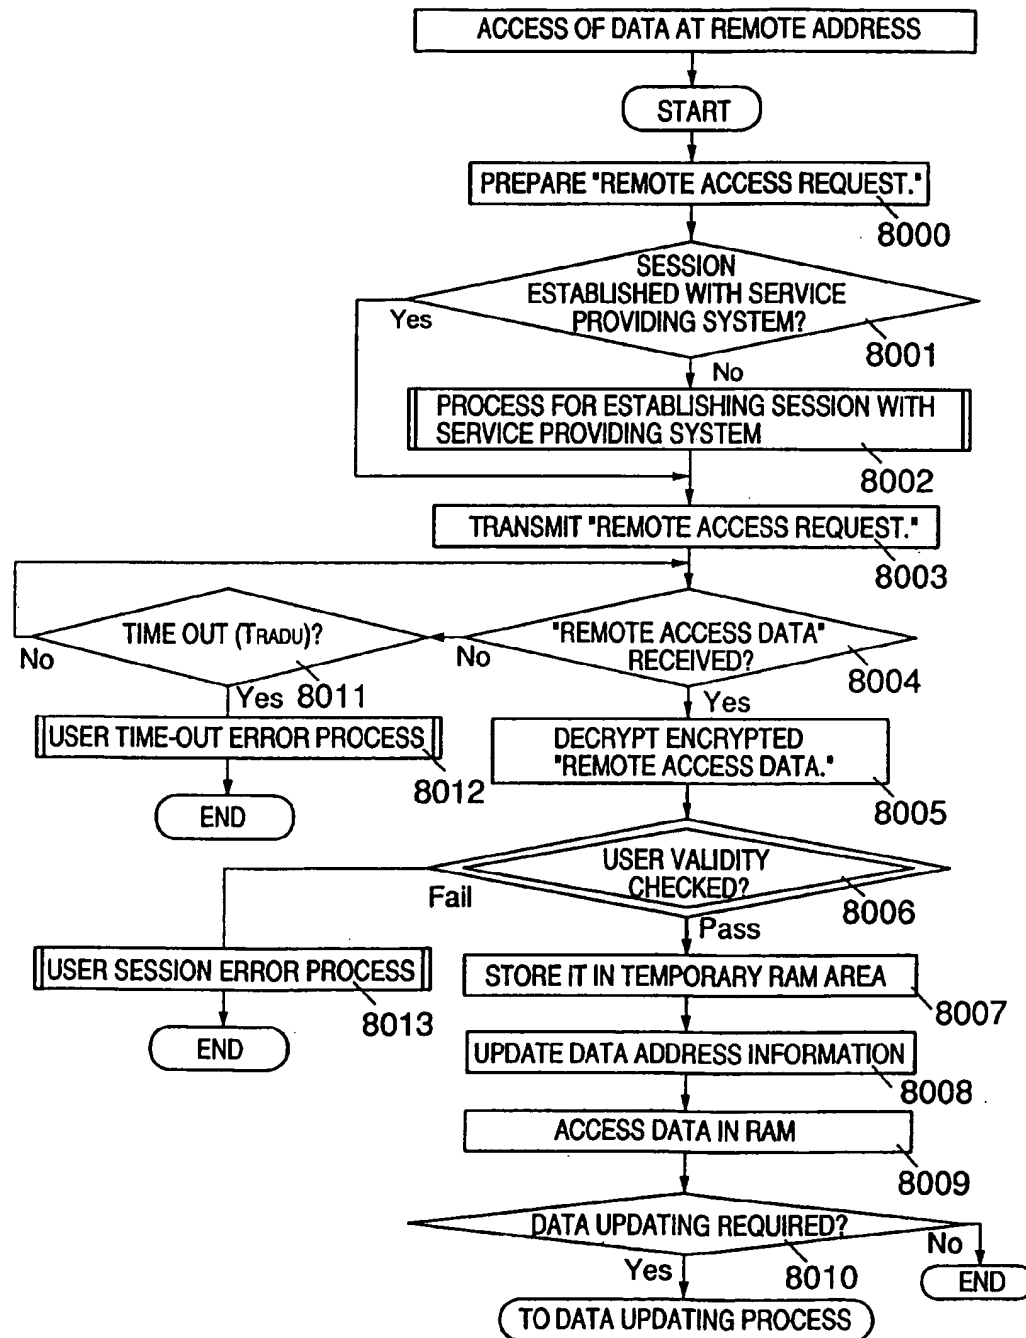 ACCESS OF DATA AT REMOTE ADDRESS
START
PREPARE "REMOTE ACCESS REQUEST."
8000
SESSION
ESTABLISHED WITH SERVICE
PROVIDING SYSTEM?
8001
Yes
No
PROCESS FOR ESTABLISHING SESSION WITH
SERVICE PROVIDING SYSTEM
8002
TRANSMIT "REMOTE ACCESS REQUEST."
8003
"REMOTE ACCESS DATA"
RECEIVED?
8004
No
Yes
TIME OUT (TRADU)?
8011
No
Yes
USER TIME-OUT ERROR PROCESS
8012
END
DECRYPT ENCRYPTED
"REMOTE ACCESS DATA."
8005
USER VALIDITY
CHECKED?
8006
Fail
Pass
USER SESSION ERROR PROCESS
8013
END
STORE IT IN TEMPORARY RAM AREA
8007
UPDATE DATA ADDRESS INFORMATION
8008
ACCESS DATA IN RAM
8009
DATA UPDATING REQUIRED?
8010
No
END
Yes
TO DATA UPDATING PROCESS